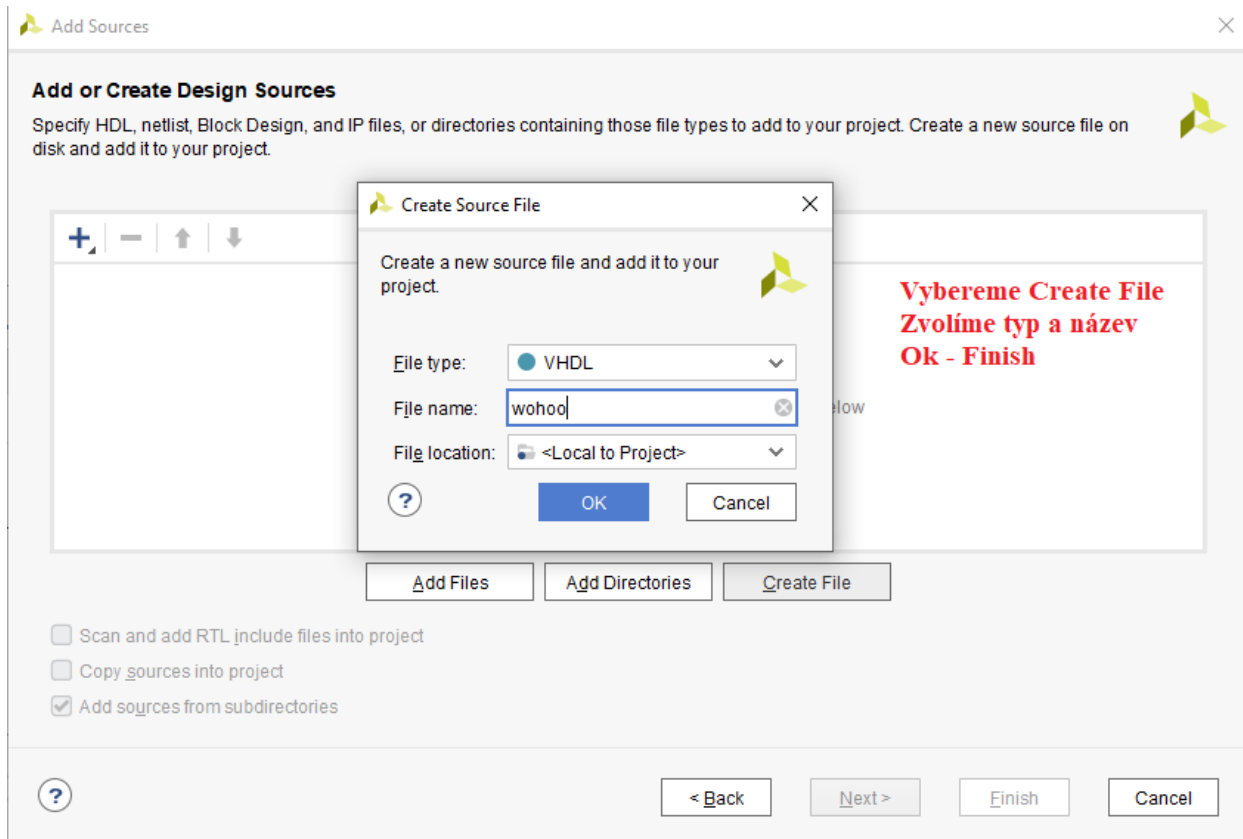 Add Sources
Add or Create Design Sources
Specify HDL, netlist, Block Design, and IP files, or directories containing those file types to add to your project. Create a new source file on
disk and add it to your project.
Create Source File
Create a new source file and add it to your
project.
Vybereme Create File
Zvolíme typ a název
Ok - Finish
File type:
VHDL
File name:
wohoo
elow
File location:
<Local to Project>
?
OK
Cancel
Add Files
Add Directories
Create File
Scan and add RTL include files into project
Copy sources into project
Add sources from subdirectories
?
< Back
Next >
Finish
Cancel